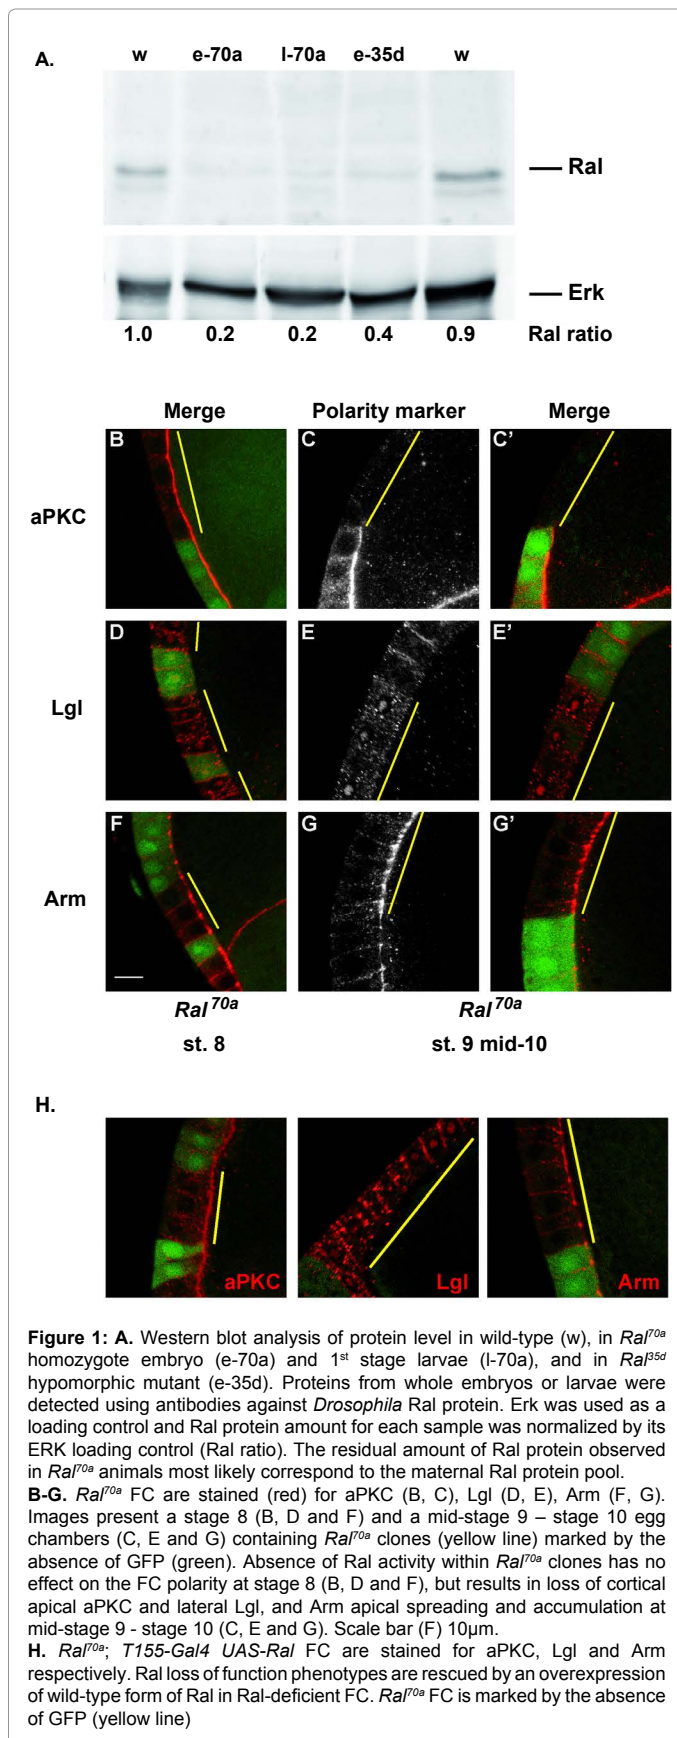 A.
w e-70a l-70a e-35d w
Ral
Erk
1.0 0.2 0.2 0.4 0.9 Ral ratio
Merge Polarity marker Merge
B C C'
aPKC
D E E'
Lgl
F G G'
Arm
Ral70a Ral70a
st. 8 st. 9 mid-10
H.
aPKC Lgl Arm
Figure 1: A. Western blot analysis of protein level in wild-type (w), in Ral70a
homozygote embryo (e-70a) and 1st stage larvae (l-70a), and in Ral35d
hypomorphic mutant (e-35d). Proteins from whole embryos or larvae were
detected using antibodies against Drosophila Ral protein. Erk was used as a
loading control and Ral protein amount for each sample was normalized by its
ERK loading control (Ral ratio). The residual amount of Ral protein observed
in Ral70a animals most likely correspond to the maternal Ral protein pool.
B-G. Ral70a FC are stained (red) for aPKC (B, C), Lgl (D, E), Arm (F, G).
Images present a stage 8 (B, D and F) and a mid-stage 9 – stage 10 egg
chambers (C, E and G) containing Ral70a clones (yellow line) marked by the
absence of GFP (green). Absence of Ral activity within Ral70a clones has no
effect on the FC polarity at stage 8 (B, D and F), but results in loss of cortical
apical aPKC and lateral Lgl, and Arm apical spreading and accumulation at
mid-stage 9 - stage 10 (C, E and G). Scale bar (F) 10µm.
H. Ral70a; T155-Gal4 UAS-Ral FC are stained for aPKC, Lgl and Arm
respectively. Ral loss of function phenotypes are rescued by an overexpression
of wild-type form of Ral in Ral-deficient FC. Ral70a FC is marked by the absence
of GFP (yellow line)